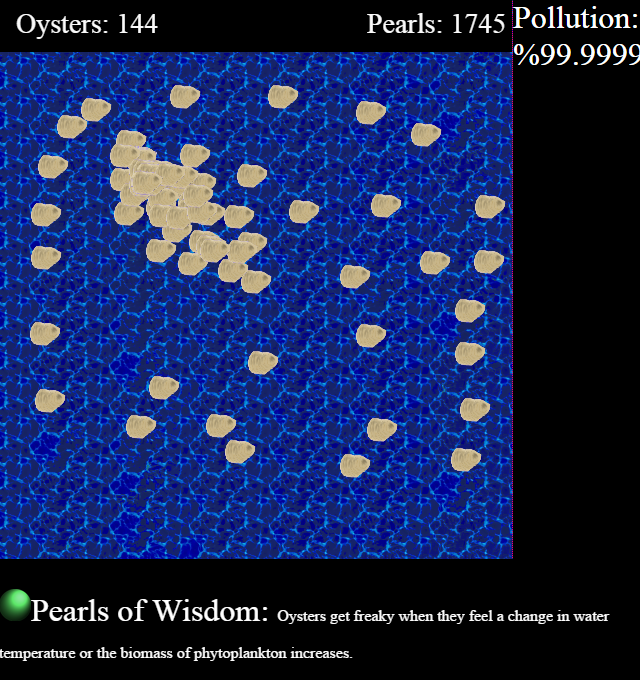 Oysters: 144
Pearls: 1745
Pollution:
%99.9999
Pearls of Wisdom: Oysters get freaky when they feel a change in water
temperature or the biomass of phytoplankton increases.